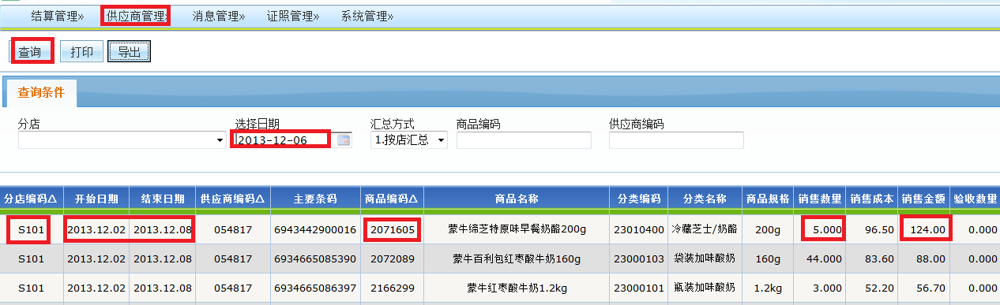 结算管理» 供应商管理» 消息管理» 证照管理» 系统管理»
查询 打印 导出
查询条件
分店 选择日期 汇总方式 商品编码 供应商编码
2013-12-06 1.按店汇总
分店编码△ 开始日期 结束日期 供应商编码△ 主要条码 商品编码△ 商品名称 分类编码 分类名称 商品规格 销售数量 销售成本 销售金额 验收数量
S101 2013.12.02 2013.12.08 054817 6943442900016 2071605 蒙牛绵芝特原味早餐奶酪200g 23010400 冷藏芝士/奶酪 200g 5.000 96.50 124.00 0.000
S101 2013.12.02 2013.12.08 054817 6934665085390 2072089 蒙牛百利包红枣酸牛奶160g 23000103 袋装加味酸奶 160g 44.000 83.60 88.00 0.000
S101 2013.12.02 2013.12.08 054817 6934665086397 2166299 蒙牛红枣酸牛奶1.2kg 23000101 瓶装加味酸奶 1.2kg 3.000 52.20 56.70 0.000